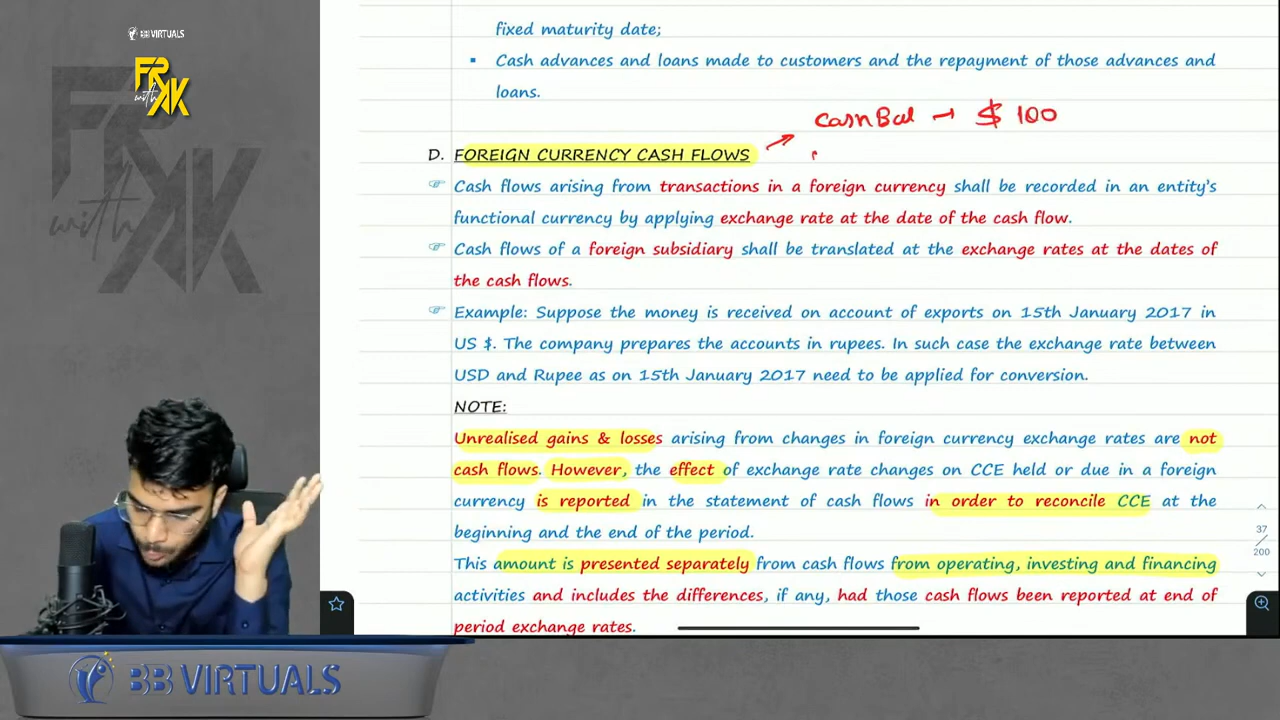 BB VIRTUALS
FR
with
AK
FR
with
AK
fixed maturity date;
▪ Cash advances and loans made to customers and the repayment of those advances and
loans.
Cash Bal → $ 100
D. FOREIGN CURRENCY CASH FLOWS
☞ Cash flows arising from transactions in a foreign currency shall be recorded in an entity's
functional currency by applying exchange rate at the date of the cash flow.
☞ Cash flows of a foreign subsidiary shall be translated at the exchange rates at the dates of
the cash flows.
☞ Example: Suppose the money is received on account of exports on 15th January 2017 in
US $. The company prepares the accounts in rupees. In such case the exchange rate between
USD and Rupee as on 15th January 2017 need to be applied for conversion.
NOTE:
Unrealised gains & losses arising from changes in foreign currency exchange rates are not
cash flows. However, the effect of exchange rate changes on CCE held or due in a foreign
currency is reported in the statement of cash flows in order to reconcile CCE at the
beginning and the end of the period.
This amount is presented separately from cash flows from operating, investing and financing
activities and includes the differences, if any, had those cash flows been reported at end of
period exchange rates.
37
200
BB VIRTUALS